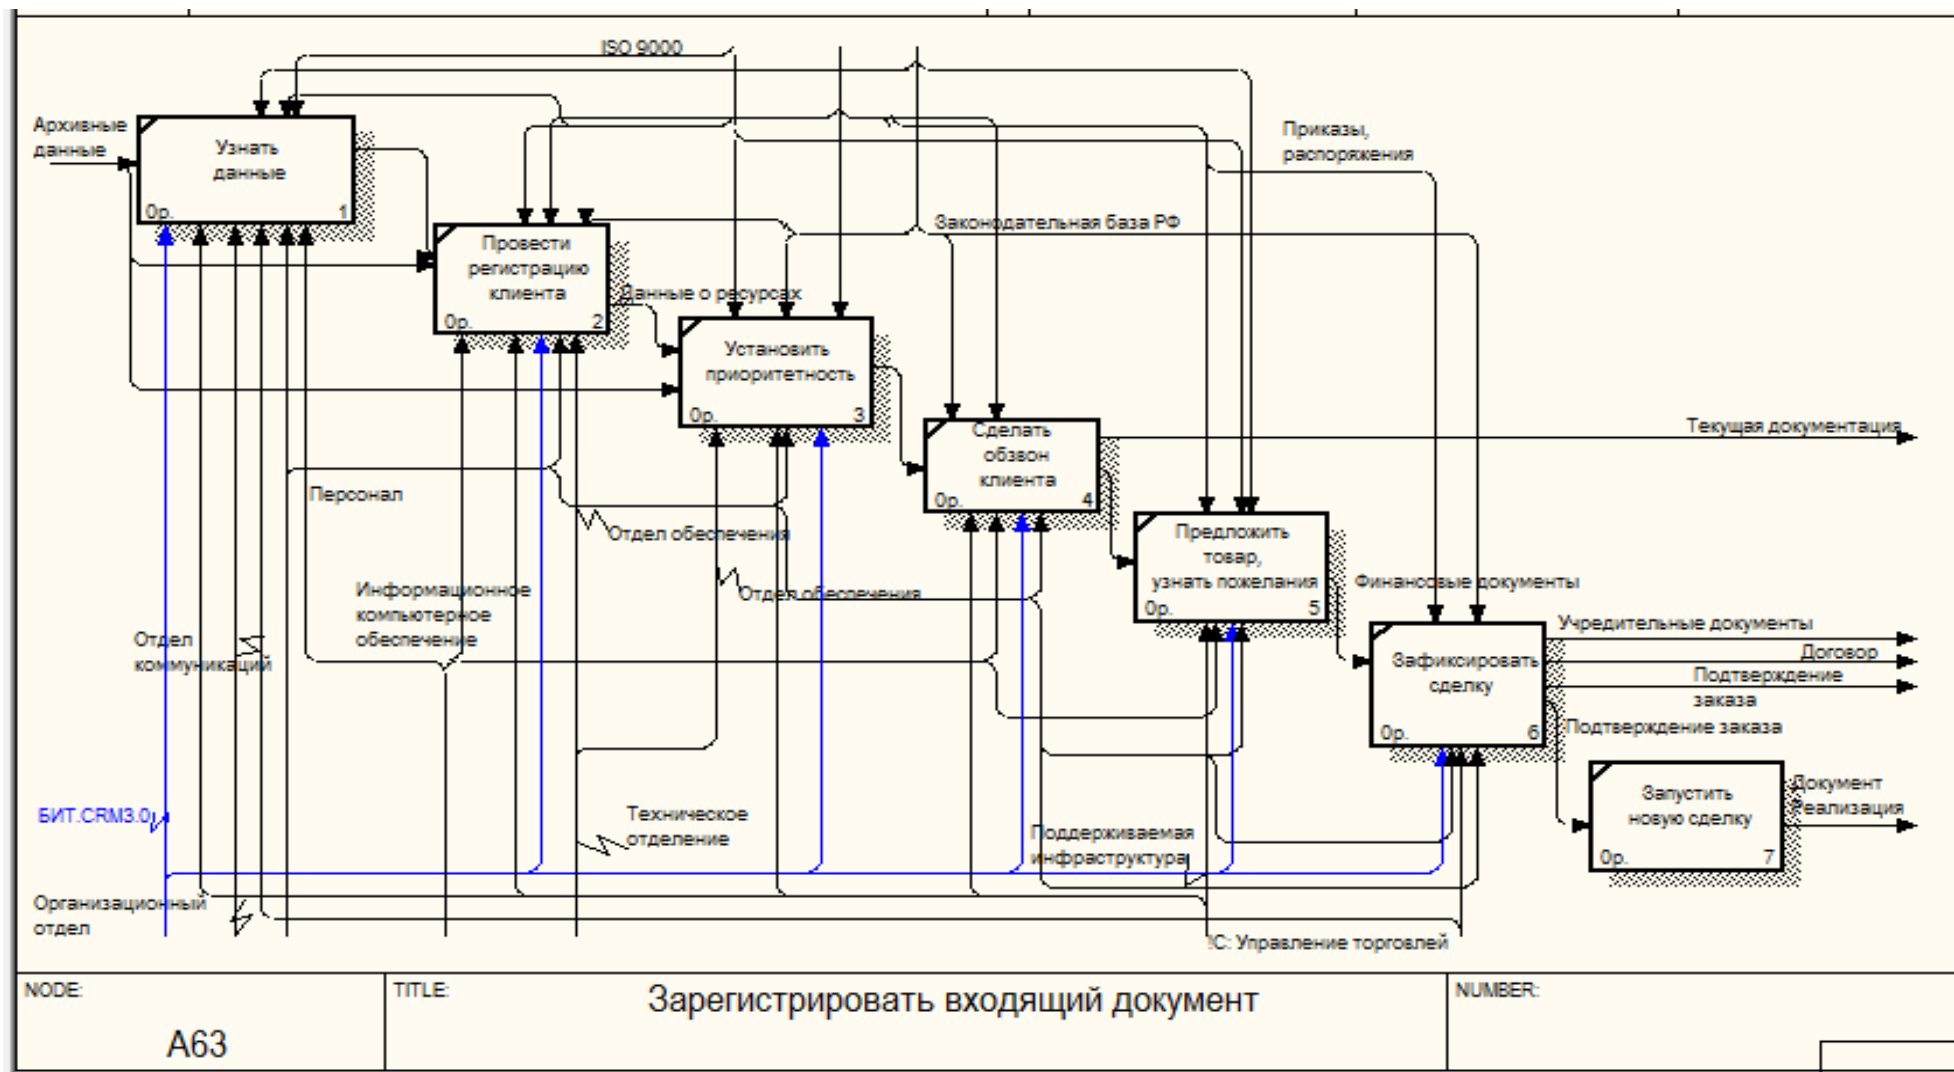 ISO 9000
Архивные
данные
Узнать
данные
0р.
1
Приказы,
распоряжения
Провести
регистрацию
клиента
0р.
2
Законодательная база РФ
Данные о ресурсах
Установить
приоритетность
0р.
3
Сделать
обзвон
клиента
0р.
4
Текущая документация
Персонал
Отдел обеспечения
Предложить
товар,
узнать пожелания
0р.
5
Информационное
компьютерное
обеспечение
Отдел обеспечения
Финансовые документы
Отдел
коммуникаций
Зафиксировать
сделку
0р.
6
Учредительные документы
Договор
Подтверждение
заказа
Подтверждение заказа
БИТ.CRM3.0
Техническое
отделение
Поддерживаемая
инфраструктура
Запустить
новую сделку
0р.
7
Документ
Реализация
Организационный
отдел
1С: Управление торговлей
NODE:
A63
TITLE:
Зарегистрировать входящий документ
NUMBER: